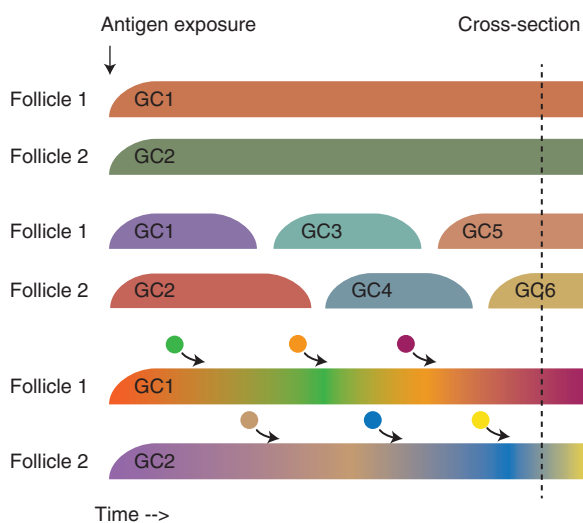 Antigen exposure
Cross-section
Follicle 1
GC1
Follicle 2
GC2
Follicle 1
GC1
GC3
GC5
Follicle 2
GC2
GC4
GC6
Follicle 1
GC1
Follicle 2
GC2
Time -->